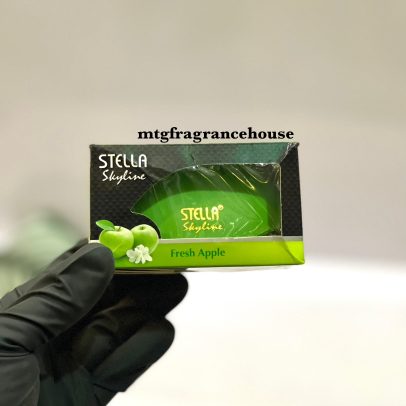 mtgfragrancehouse
STELLA
Skyline
STELLA®
Skyline
Fresh Apple